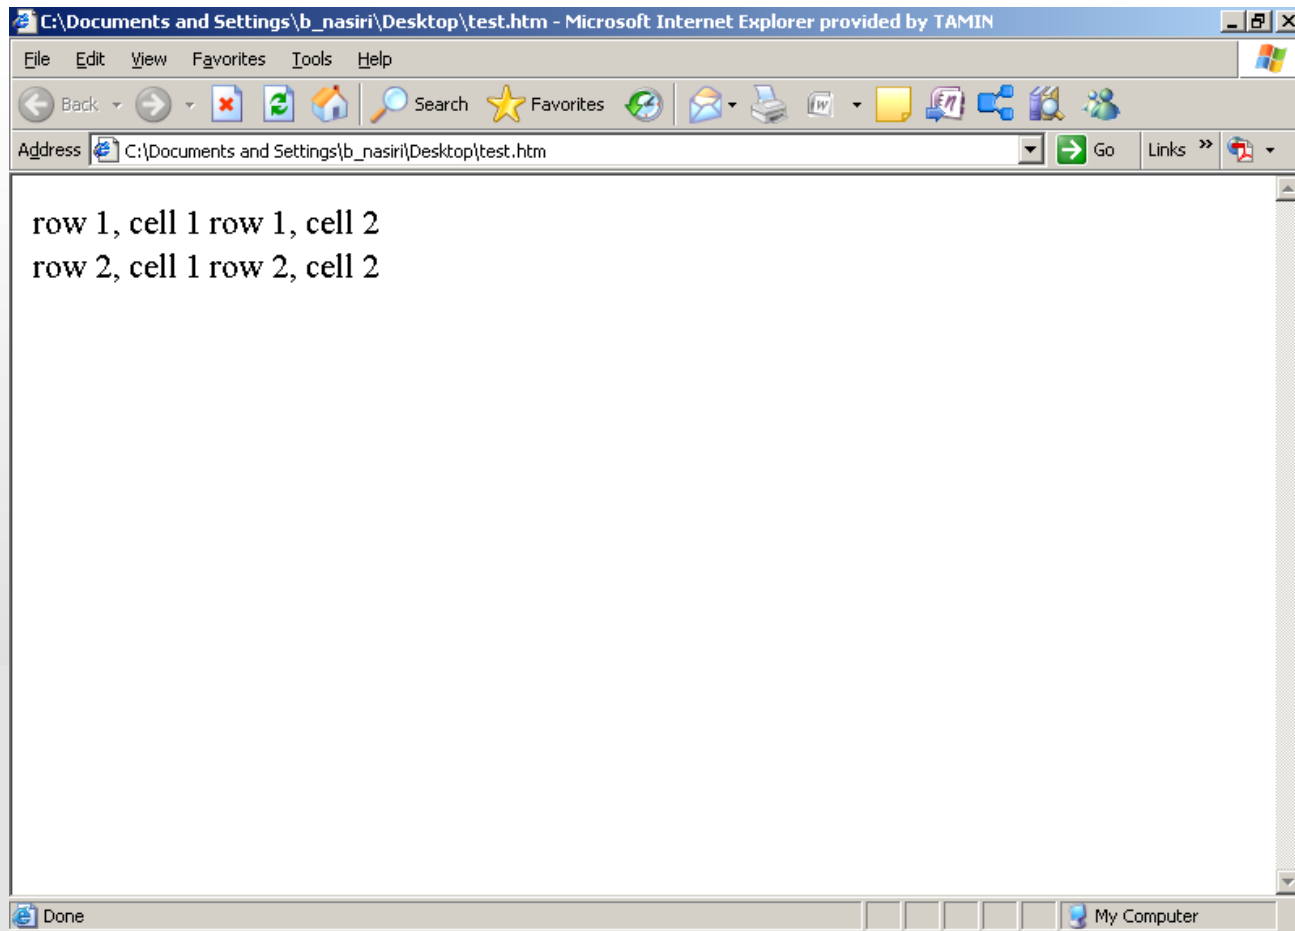 C:\Documents and Settings\b_nasiri\Desktop\test.htm - Microsoft Internet Explorer provided by TAMIN
File Edit View Favorites Tools Help
Back Search Favorites
Address C:\Documents and Settings\b_nasiri\Desktop\test.htm Go Links »
row 1, cell 1 row 1, cell 2
row 2, cell 1 row 2, cell 2
Done My Computer